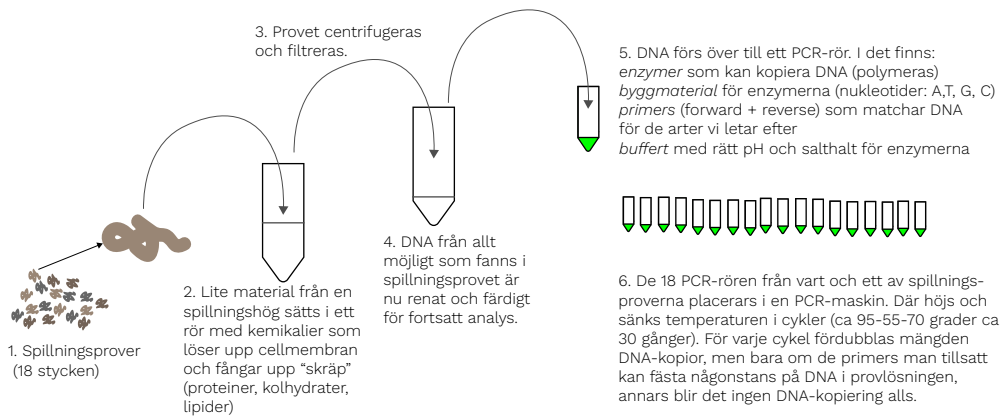 1. Spillningsprover
(18 stycken)
2. Lite material från en
spillningshög sätts i ett
rör med kemikalier som
löser upp cellmembran
och fångar upp “skräp”
(proteiner, kolhydrater,
lipider)
3. Provet centrifugeras
och filtreras.
4. DNA från allt
möjligt som fanns i
spillningsprovet är
nu renat och färdigt
för fortsatt analys.
5. DNA förs över till ett PCR-rör. I det finns:
enzymer som kan kopiera DNA (polymeras)
byggmaterial för enzymerna (nukleotider: A,T, G, C)
primers (forward + reverse) som matchar DNA
för de arter vi letar efter
buffert med rätt pH och salthalt för enzymerna
6. De 18 PCR-rören från vart och ett av spillnings-
proverna placerars i en PCR-maskin. Där höjs och
sänks temperaturen i cykler (ca 95-55-70 grader ca
30 gånger). För varje cykel fördubblas mängden
DNA-kopior, men bara om de primers man tillsatt
kan fästa någonstans på DNA i provlösningen,
annars blir det ingen DNA-kopiering alls.